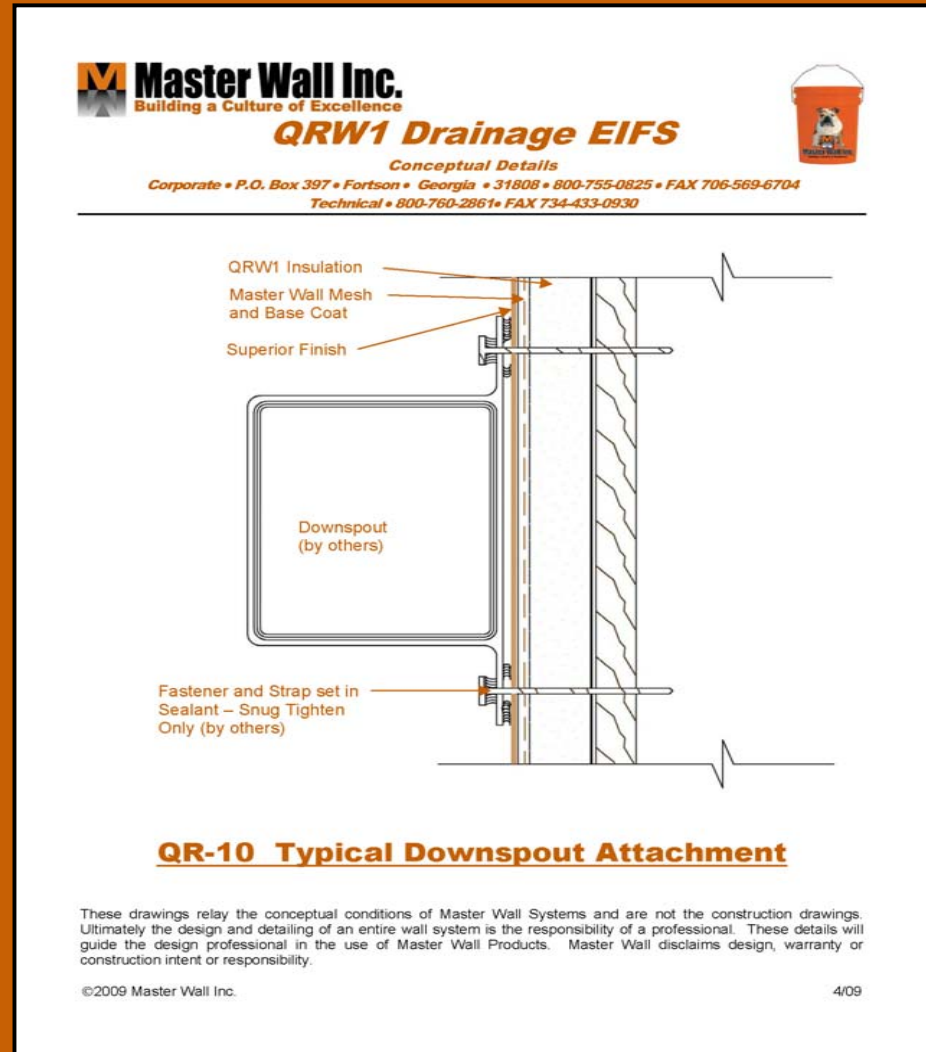 Master Wall Inc.
Building a Culture of Excellence
QRW1 Drainage EIFS
Conceptual Details
Corporate • P.O. Box 397 • Fortson • Georgia • 31808 • 800-755-0825 • FAX 706-569-6704
Technical • 800-760-2861• FAX 734-433-0930
QRW1 Insulation
Master Wall Mesh
and Base Coat
Superior Finish
Downspout
(by others)
Fastener and Strap set in
Sealant – Snug Tighten
Only (by others)
QR-10 Typical Downspout Attachment
These drawings relay the conceptual conditions of Master Wall Systems and are not the construction drawings.
Ultimately the design and detailing of an entire wall system is the responsibility of a professional. These details will
guide the design professional in the use of Master Wall Products. Master Wall disclaims design, warranty or
construction intent or responsibility.
©2009 Master Wall Inc.
4/09